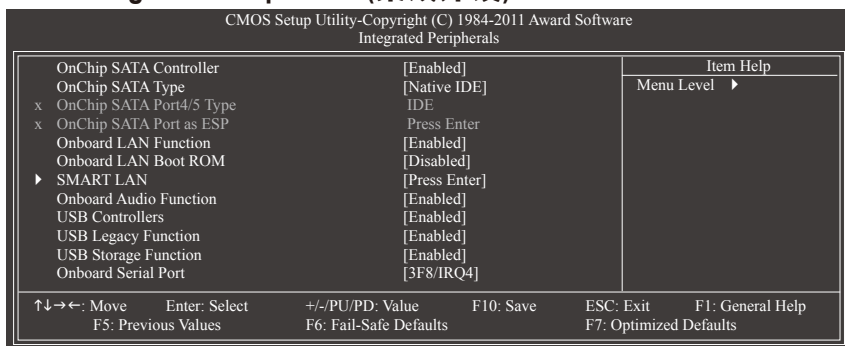 CMOS Setup Utility-Copyright (C) 1984-2011 Award Software
Integrated Peripherals
OnChip SATA Controller [Enabled]
OnChip SATA Type [Native IDE]
x OnChip SATA Port4/5 Type IDE
x OnChip SATA Port as ESP Press Enter
Onboard LAN Function [Enabled]
Onboard LAN Boot ROM [Disabled]
SMART LAN [Press Enter]
Onboard Audio Function [Enabled]
USB Controllers [Enabled]
USB Legacy Function [Enabled]
USB Storage Function [Enabled]
Onboard Serial Port [3F8/IRQ4]
Item Help
Menu Level
↑↓→←: Move Enter: Select +/-/PU/PD: Value F10: Save ESC: Exit F1: General Help
F5: Previous Values F6: Fail-Safe Defaults F7: Optimized Defaults